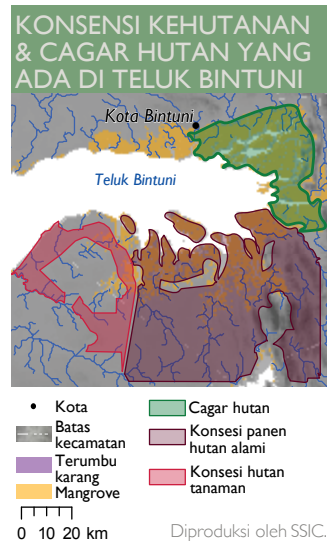 KONSENSI KEHUTANAN
& CAGAR HUTAN YANG
ADA DI TELUK BINTUNI
Kota Bintuni
Teluk Bintuni
Kota
Batas
kecamatan
Terumbu
karang
Mangrove
Cagar hutan
Konsesi panen
hutan alami
Konsesi hutan
tanaman
0 10 20 km
Diproduksi oleh SSIC.